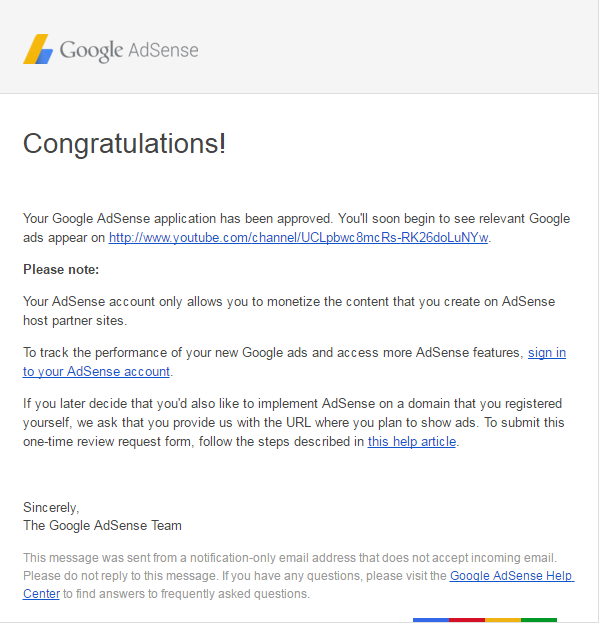 Google AdSense
Congratulations!
Your Google AdSense application has been approved. You'll soon begin to see relevant Google
ads appear on http://www.youtube.com/channel/UCLpbwc8mcRs-RK26doLuNYw.
Please note:
Your AdSense account only allows you to monetize the content that you create on AdSense
host partner sites.
To track the performance of your new Google ads and access more AdSense features, sign in
to your AdSense account.
If you later decide that you'd also like to implement AdSense on a domain that you registered
yourself, we ask that you provide us with the URL where you plan to show ads. To submit this
one-time review request form, follow the steps described in this help article.
Sincerely,
The Google AdSense Team
This message was sent from a notification-only email address that does not accept incoming email.
Please do not reply to this message. If you have any questions, please visit the Google AdSense Help
Center to find answers to frequently asked questions.